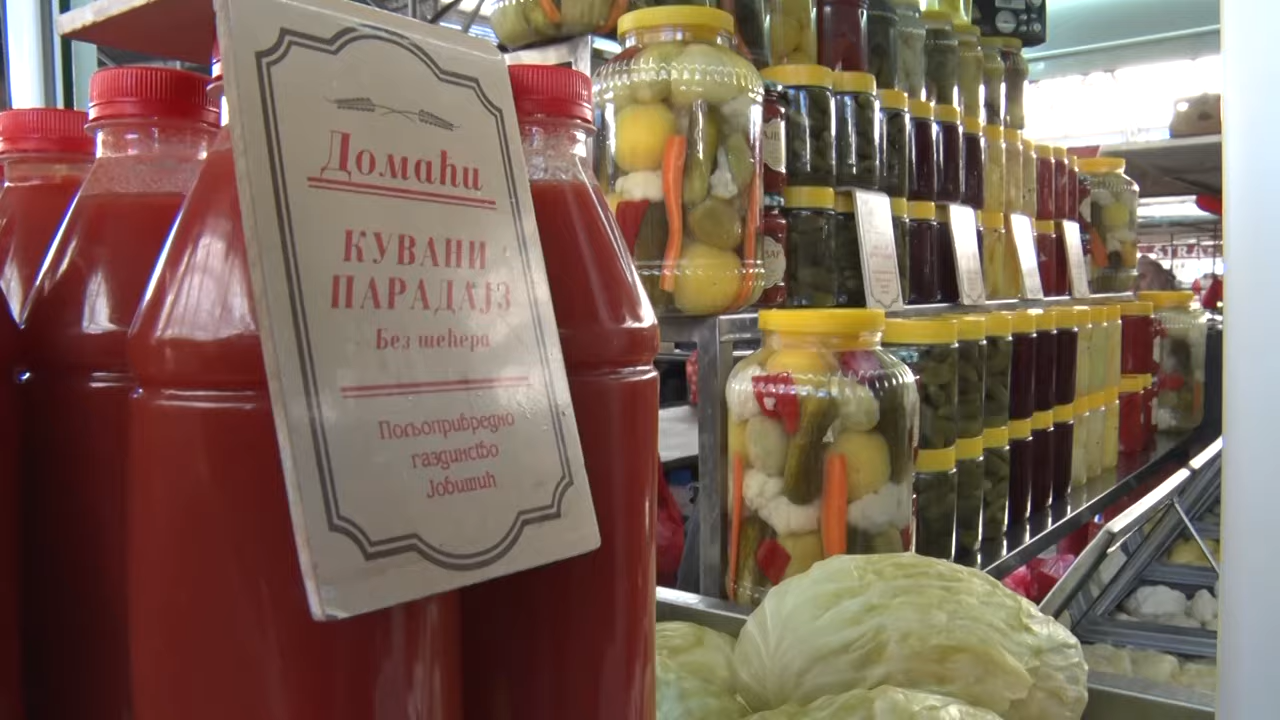 Домаћи
КУВАНИ
ПАРАДАЈЗ
Без шећера
Пољопривредно
газдинство
Јовишић